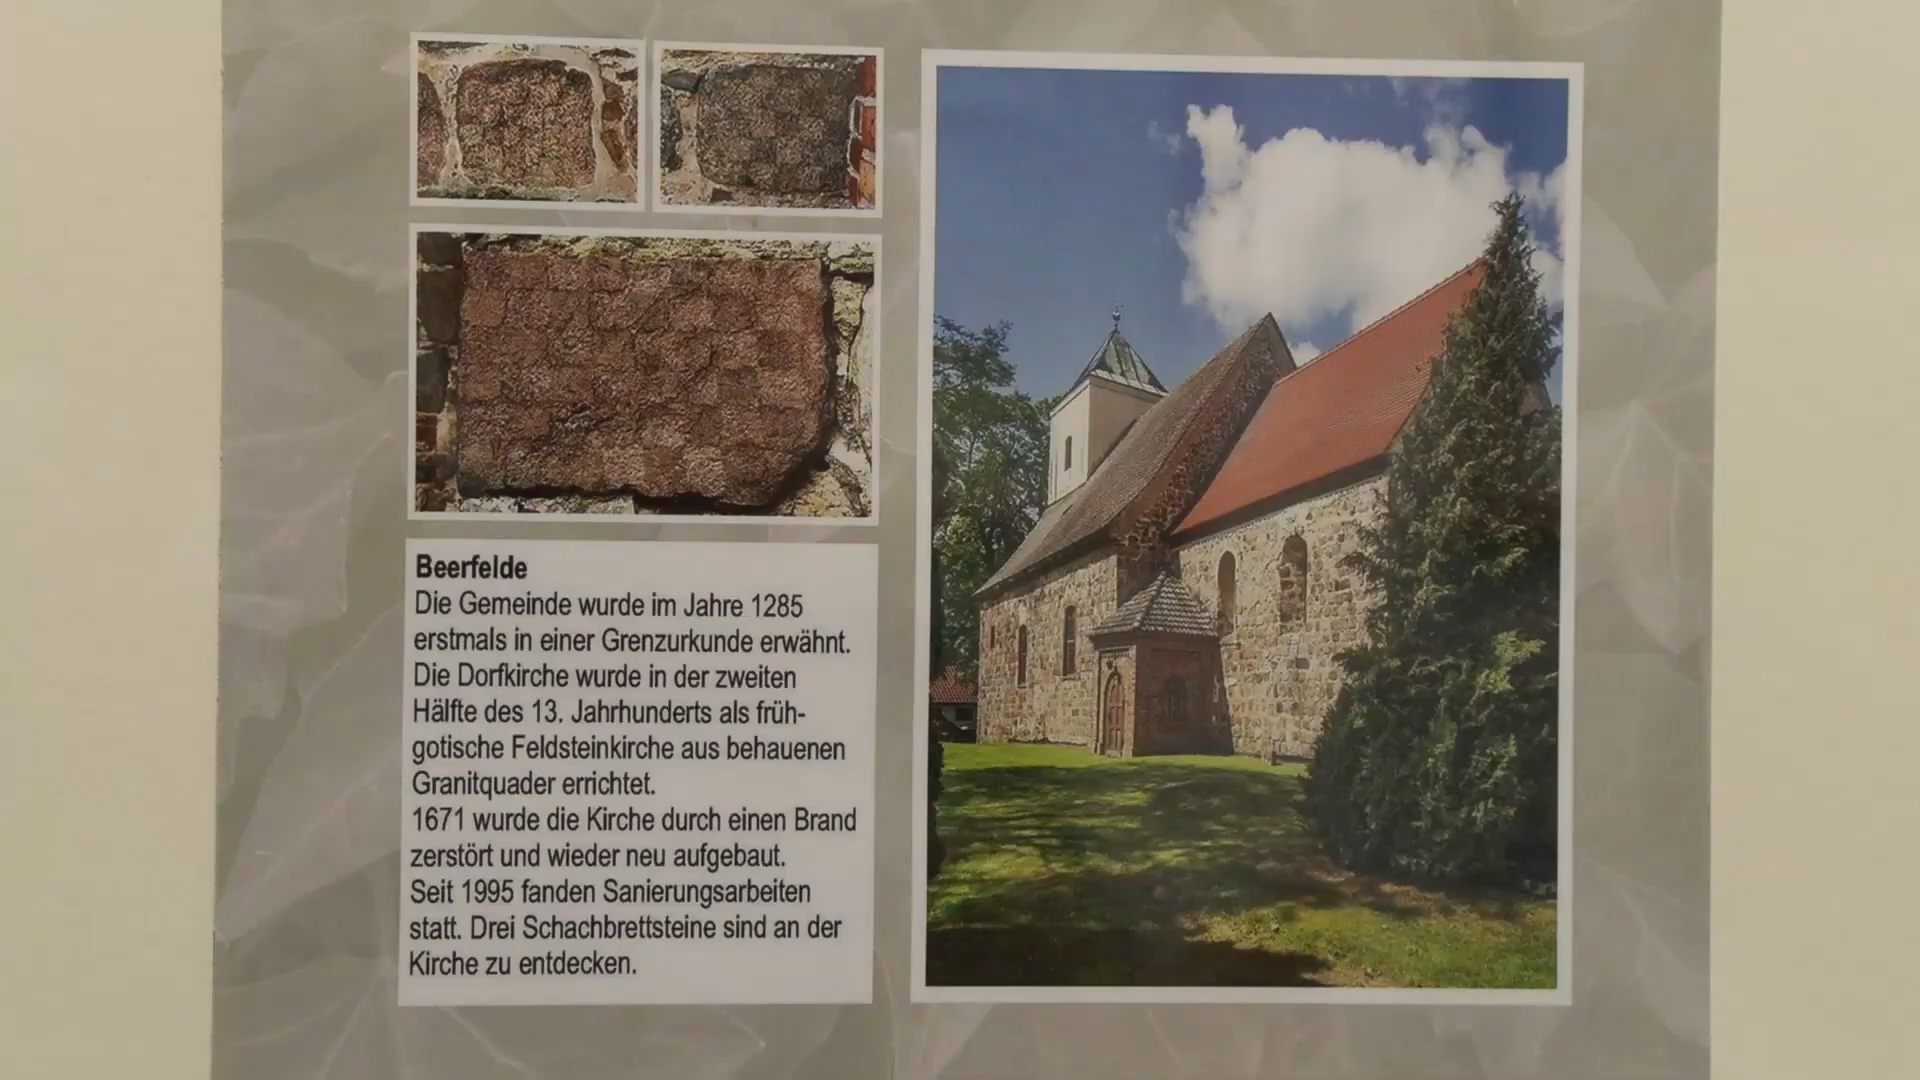 Beerfelde
Die Gemeinde wurde im Jahre 1285
erstmals in einer Grenzurkunde erwähnt.
Die Dorfkirche wurde in der zweiten
Hälfte des 13. Jahrhunderts als früh-
gotische Feldsteinkirche aus behauenen
Granitquader errichtet.
1671 wurde die Kirche durch einen Brand
zerstört und wieder neu aufgebaut.
Seit 1995 fanden Sanierungsarbeiten
statt. Drei Schachbrettsteine sind an der
Kirche zu entdecken.